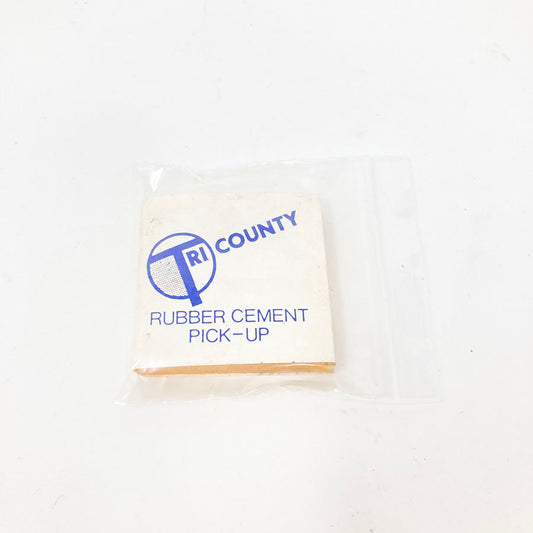 TRI COUNTY
RUBBER CEMENT
PICK-UP